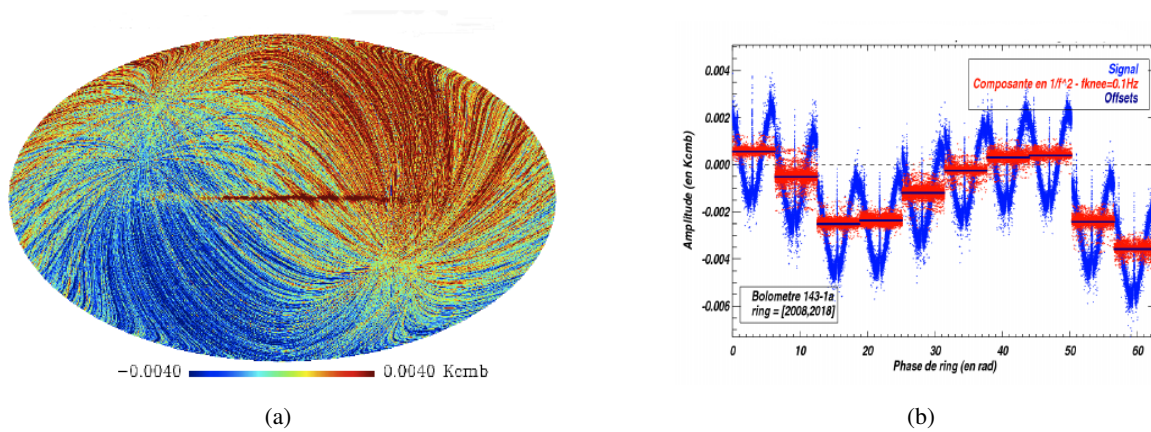 −0.0040 0.0040 Kcmb
(a)
Signal
Composante en 1/f^2 - fknee=0.1Hz
Offsets
Amplitude (en Kcmb)
0.004
0.002
0.000
-0.002
-0.004
-0.006
Bolometre 143-1a
ring = [2008,2018]
0 10 20 30 40 50 60
Phase de ring (en rad)
(b)